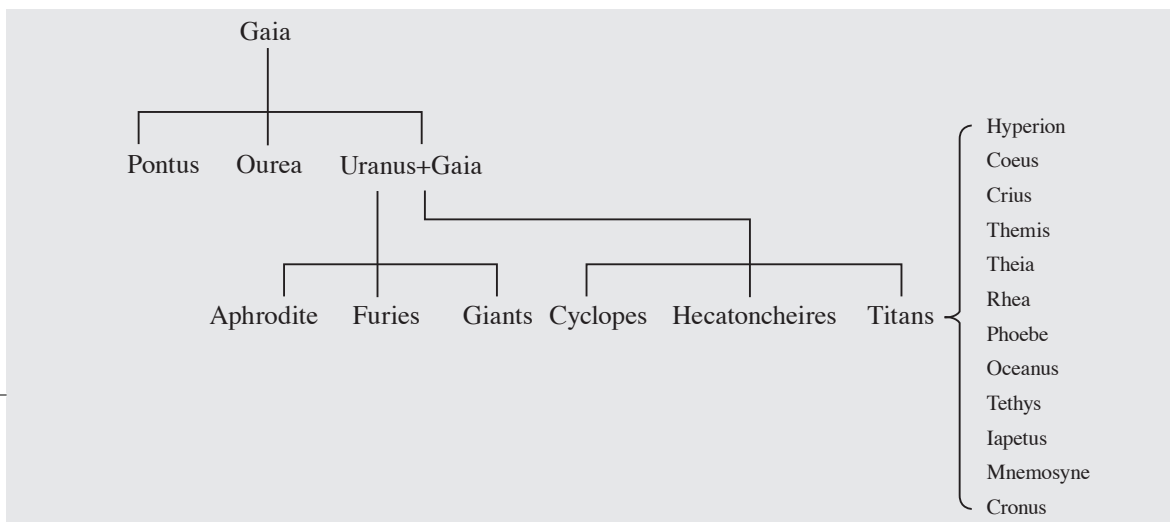 Gaia
Pontus Ourea Uranus+Gaia
Aphrodite Furies Giants Cyclopes Hecatoncheires Titans
Hyperion
Coeus
Crius
Themis
Theia
Rhea
Phoebe
Oceanus
Tethys
Iapetus
Mnemosyne
Cronus